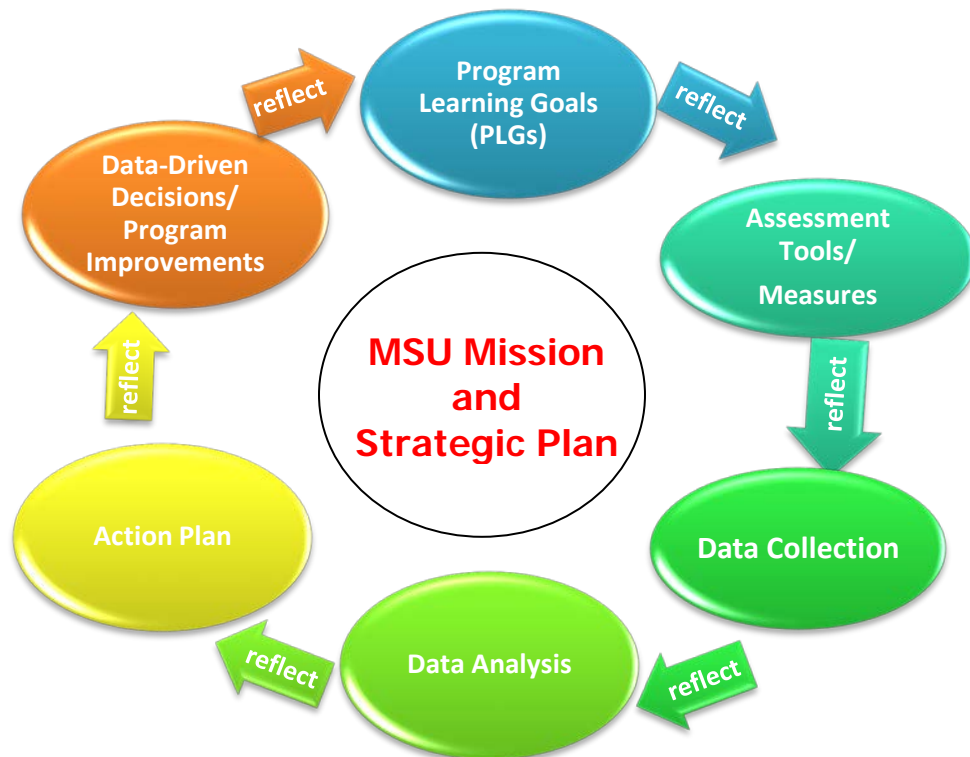 Program
Learning Goals
(PLGs)
reflect
Assessment
Tools/
Measures
reflect
Data Collection
reflect
Data Analysis
reflect
Action Plan
reflect
Data-Driven
Decisions/
Program
Improvements
reflect
MSU Mission
and
Strategic Plan